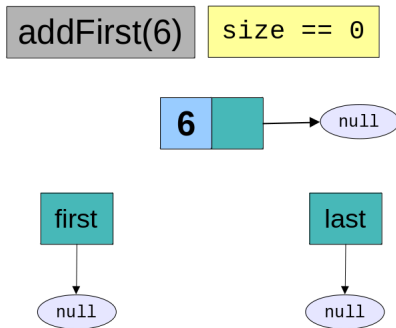 addFirst(6)
size == 0
6
null
first
last
null
null